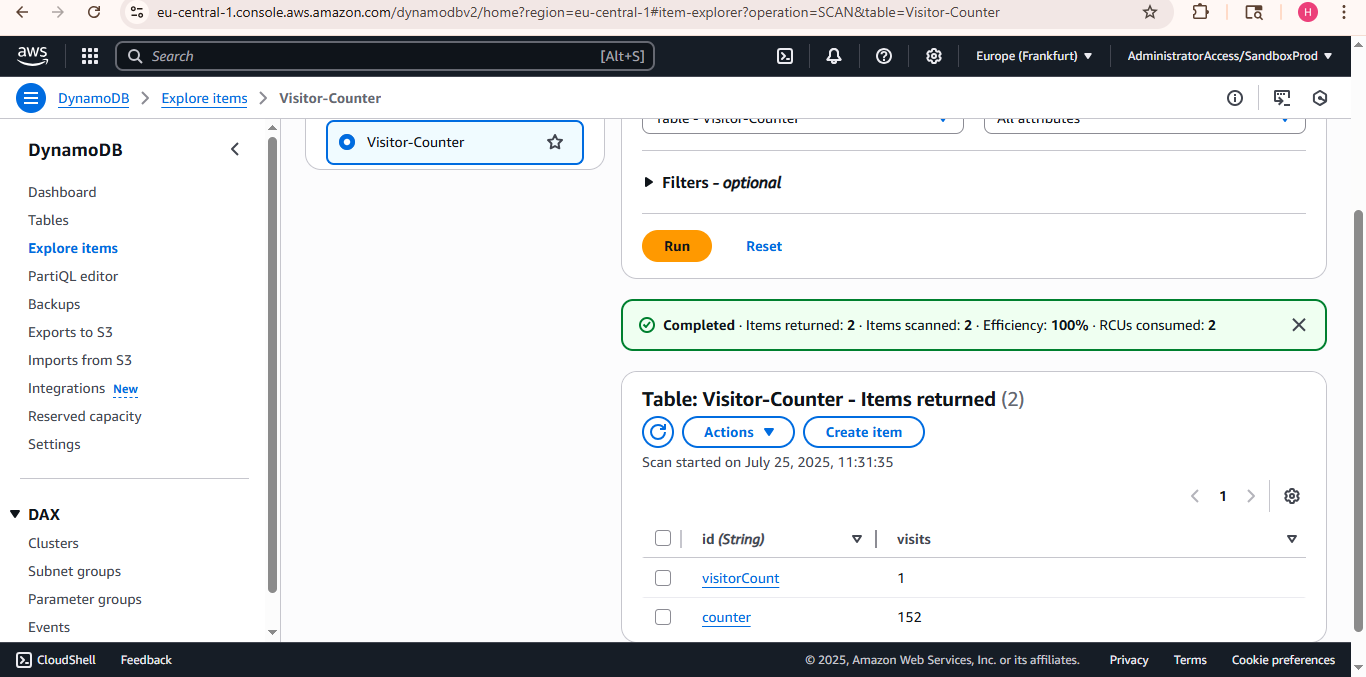 eu-central-1.console.aws.amazon.com/dynamodbv2/home?region=eu-central-1#item-explorer?operation=SCAN&table=Visitor-Counter
H
aws
Search [Alt+S]
Europe (Frankfurt)
AdministratorAccess/SandboxProd
DynamoDB > Explore items > Visitor-Counter
DynamoDB
Dashboard
Tables
Explore items
PartiQL editor
Backups
Exports to S3
Imports from S3
Integrations New
Reserved capacity
Settings
DAX
Clusters
Subnet groups
Parameter groups
Events
Visitor-Counter
Table - Visitor-Counter
All attributes
Filters - optional
Run
Reset
Completed · Items returned: 2 · Items scanned: 2 · Efficiency: 100% · RCUs consumed: 2
Table: Visitor-Counter - Items returned (2)
Actions
Create item
Scan started on July 25, 2025, 11:31:35
1
id (String) visits
visitorCount 1
counter 152
CloudShell
Feedback
© 2025, Amazon Web Services, Inc. or its affiliates.
Privacy
Terms
Cookie preferences